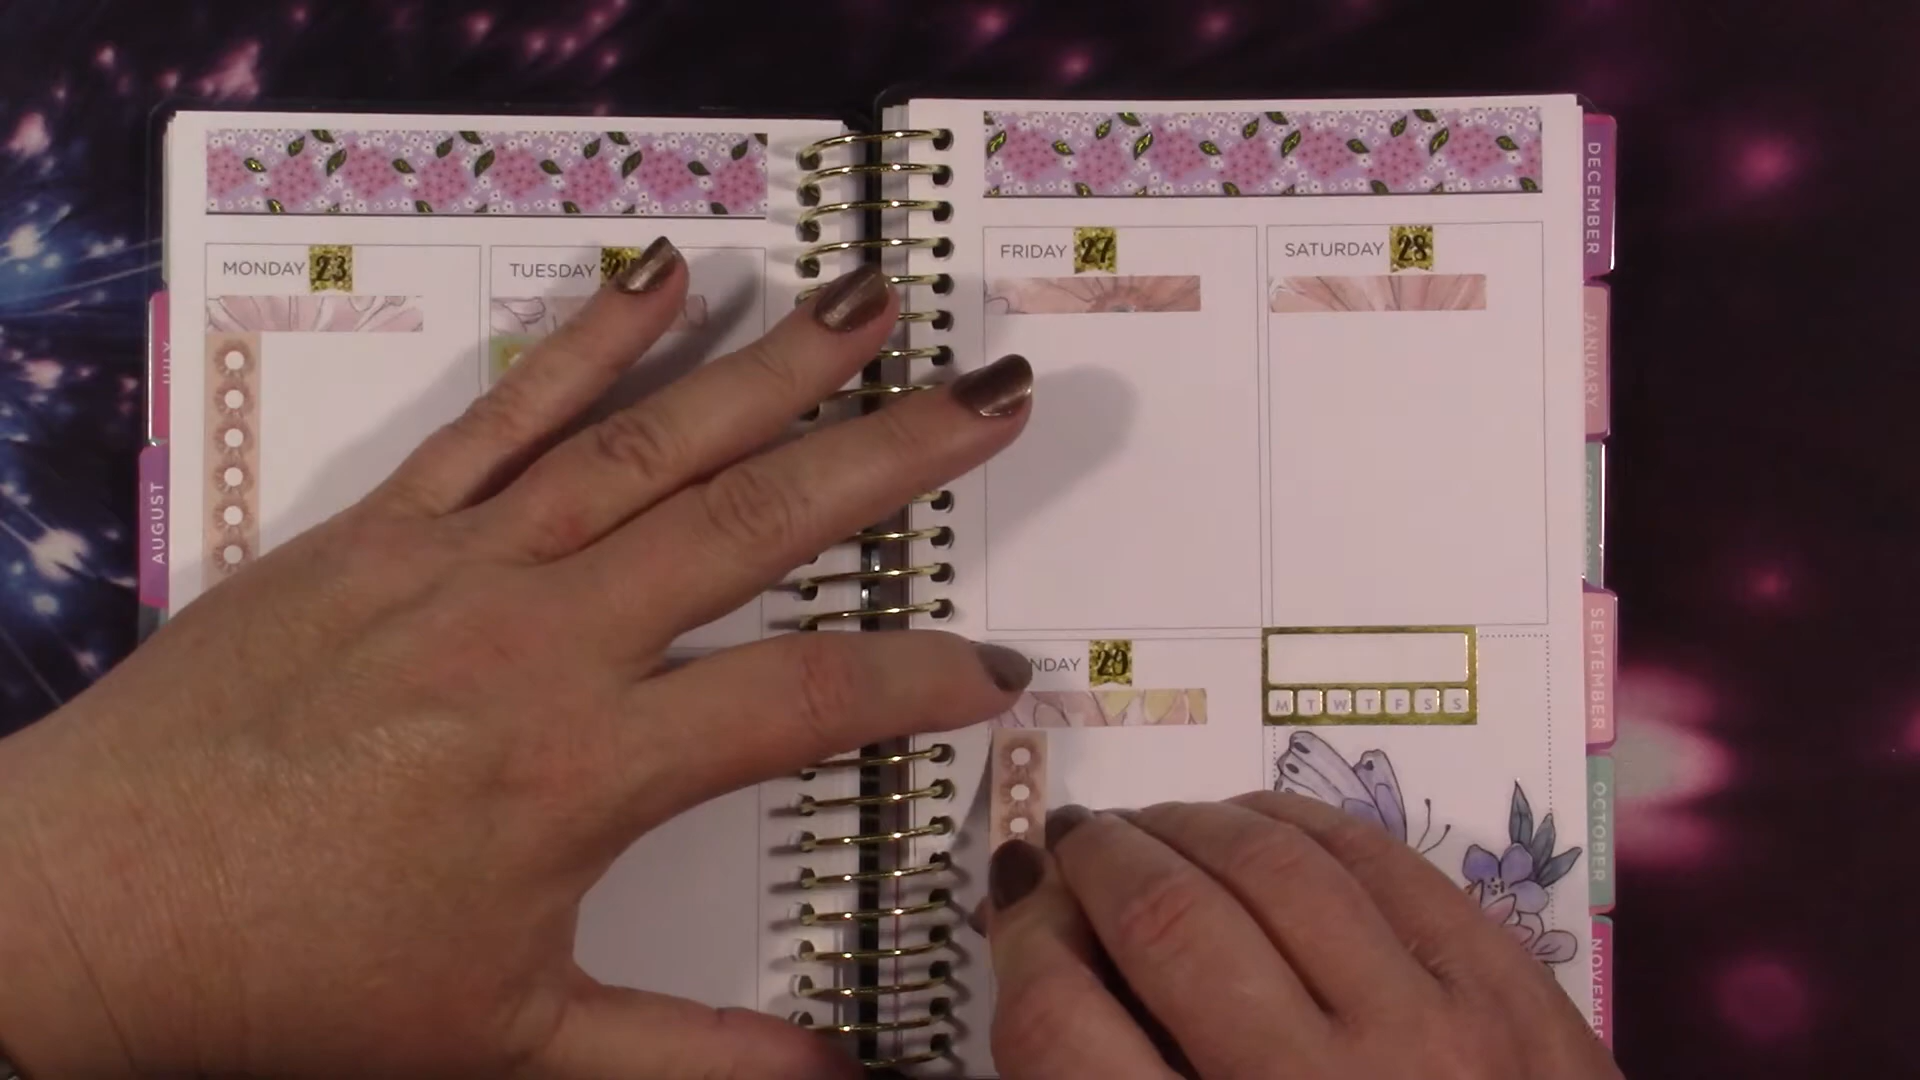 MONDAY 23
TUESDAY
FRIDAY 27
SATURDAY 28
29
M T W T F S S
AUGUST
DECEMBER
JANUARY
SEPTEMBER
OCTOBER